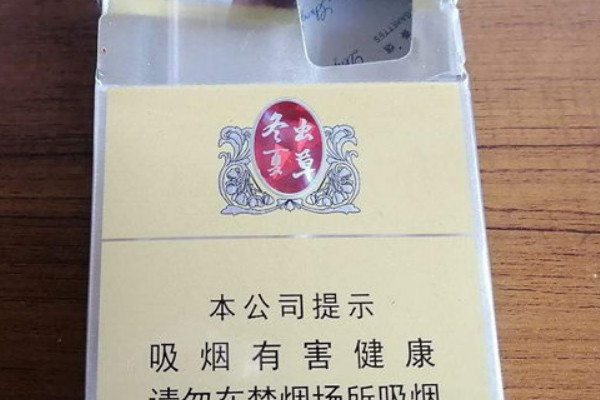 冬虫
夏草
本公司提示
吸烟有害健康
请勿在禁烟场所吸烟